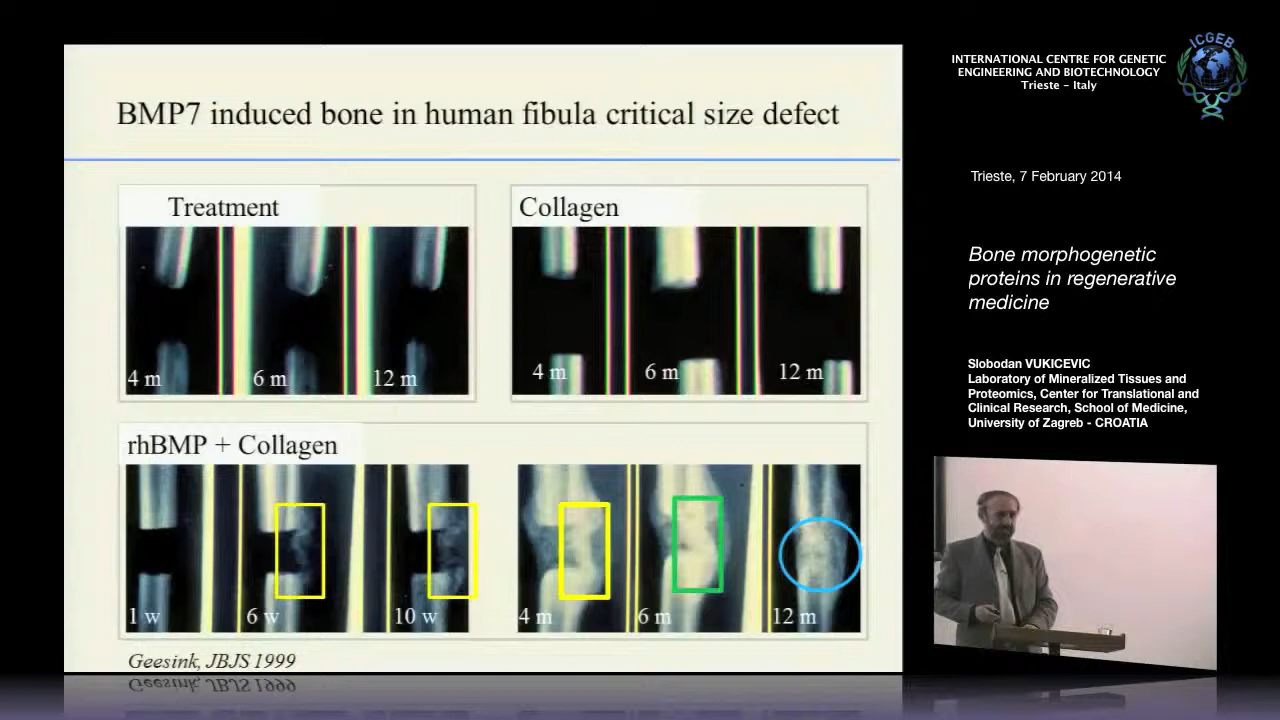 BMP7 induced bone in human fibula critical size defect
Treatment
4 m
6 m
12 m
Collagen
4 m
6 m
12 m
rhBMP + Collagen
1 w
6 w
10 w
4 m
6 m
12 m
Geesink, JBJS 1999
ICGEB
INTERNATIONAL CENTRE FOR GENETIC
ENGINEERING AND BIOTECHNOLOGY
Trieste - Italy
Trieste, 7 February 2014
Bone morphogenetic
proteins in regenerative
medicine
Slobodan VUKICEVIC
Laboratory of Mineralized Tissues and
Proteomics, Center for Translational and
Clinical Research, School of Medicine,
University of Zagreb - CROATIA